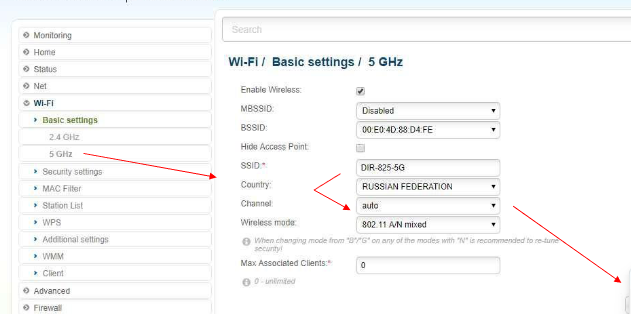 Search
Monitoring
Home
Status
Net
Wi-Fi
Basic settings
2.4 GHz
5 GHz
Security settings
MAC Filter
Station List
WPS
Additional settings
WMM
Client
Advanced
Firewall
Wi-Fi / Basic settings / 5 GHz
Enable Wireless:
MBSSID: Disabled
BSSID: 00:E0:4D:88:D4:FE
Hide Access Point:
SSID:* DIR-825-5G
Country: RUSSIAN FEDERATION
Channel: auto
Wireless mode: 802.11 A/N mixed
When changing mode from "B"/"G" on any of the modes with "N" is recommended to re-tune
security!
Max Associated Clients:* 0
0 - unlimited